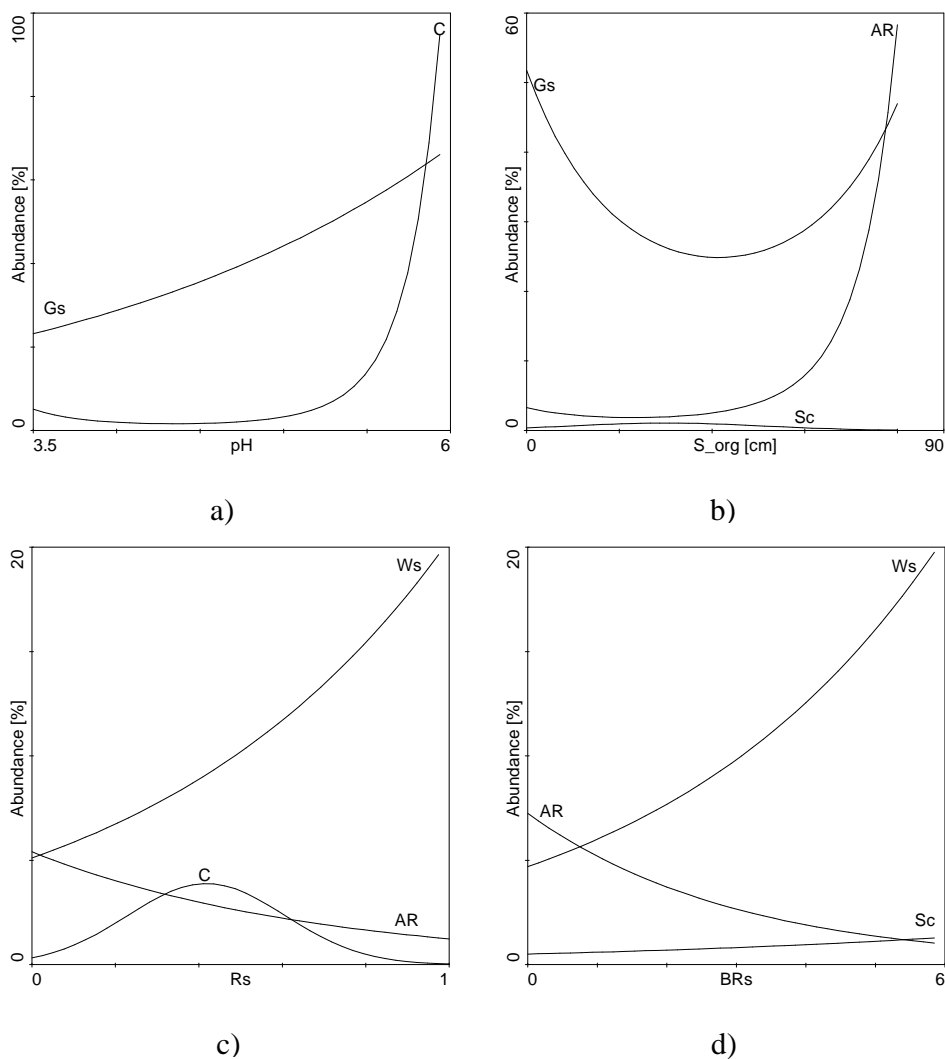 100
C
Abundance [%]
Gs
0
3.5
pH
6
a)
60
AR
Gs
Abundance [%]
Sc
0
0
S_org [cm]
90
b)
20
Ws
Abundance [%]
C
AR
0
0
Rs
1
c)
20
Ws
Abundance [%]
AR
Sc
0
0
BRs
6
d)